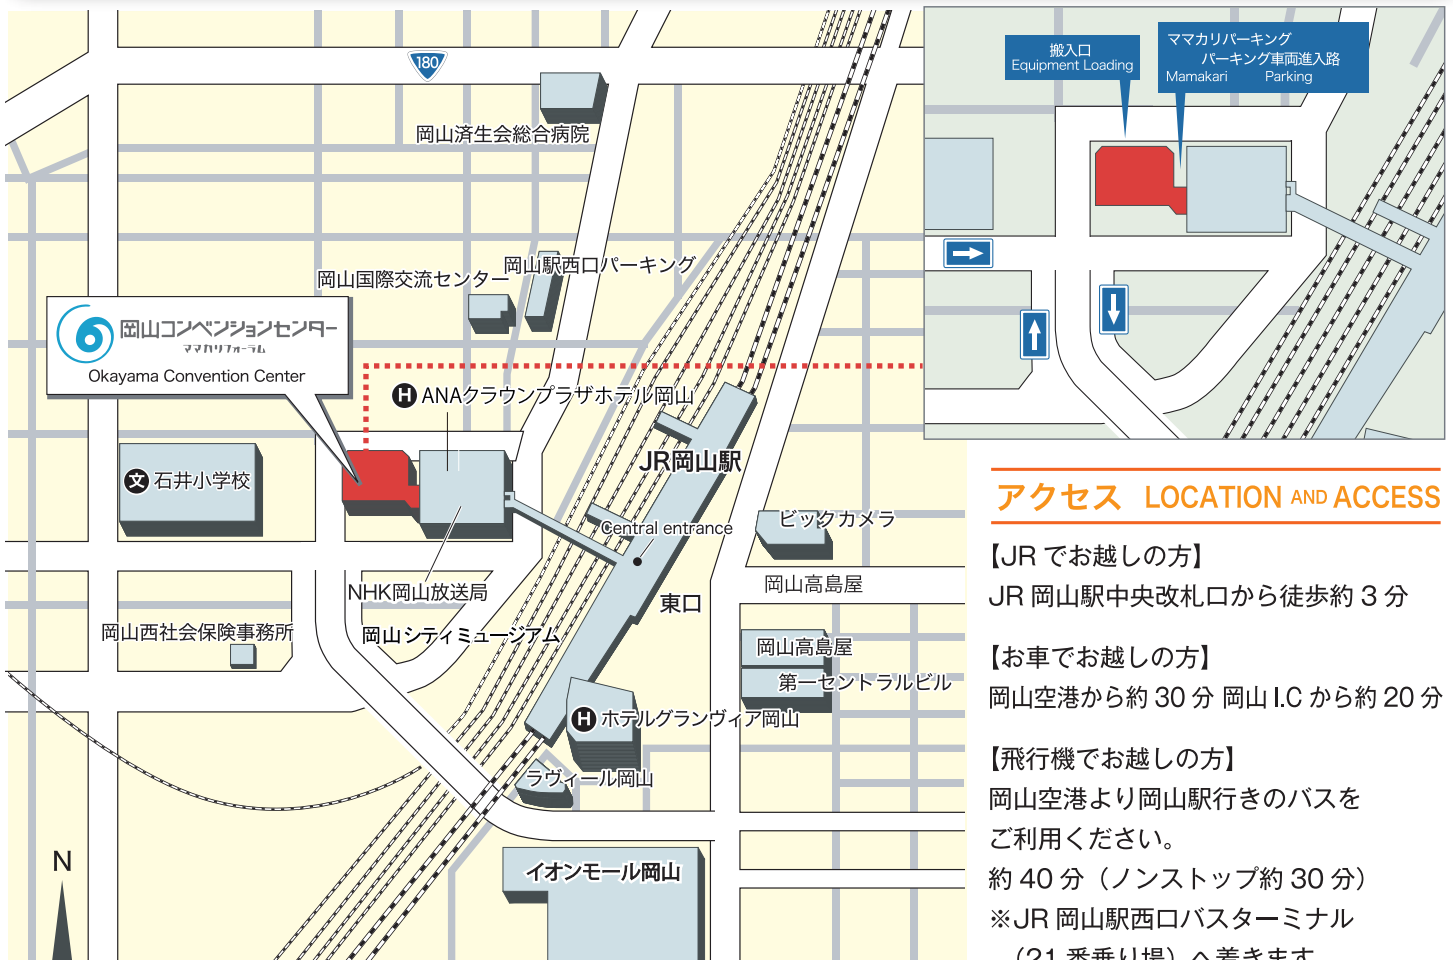 180
岡山済生会総合病院
岡山国際交流センター
岡山駅西口パーキング
岡山コンベンションセンター
ママカリフォーラム
Okayama Convention Center
H ANAクラウンプラザホテル岡山
JR岡山駅
文 石井小学校
Central entrance
ビックカメラ
NHK岡山放送局
岡山高島屋
東口
岡山西社会保険事務所
岡山シティミュージアム
岡山高島屋
第一セントラルビル
H ホテルグランヴィア岡山
ラヴィール岡山
イオンモール岡山
N
搬入口
Equipment Loading
ママカリパーキング
パーキング車両進入路
Mamakari Parking
アクセス LOCATION AND ACCESS
【JR でお越しの方】
JR 岡山駅中央改札口から徒歩約 3 分
【お車でお越しの方】
岡山空港から約 30 分 岡山 I.C から約 20 分
【飛行機でお越しの方】
岡山空港より岡山駅行きのバスを
ご利用ください。
約 40 分（ノンストップ約 30 分）
※JR 岡山駅西口バスターミナル
（21 番乗り場）へ着きます